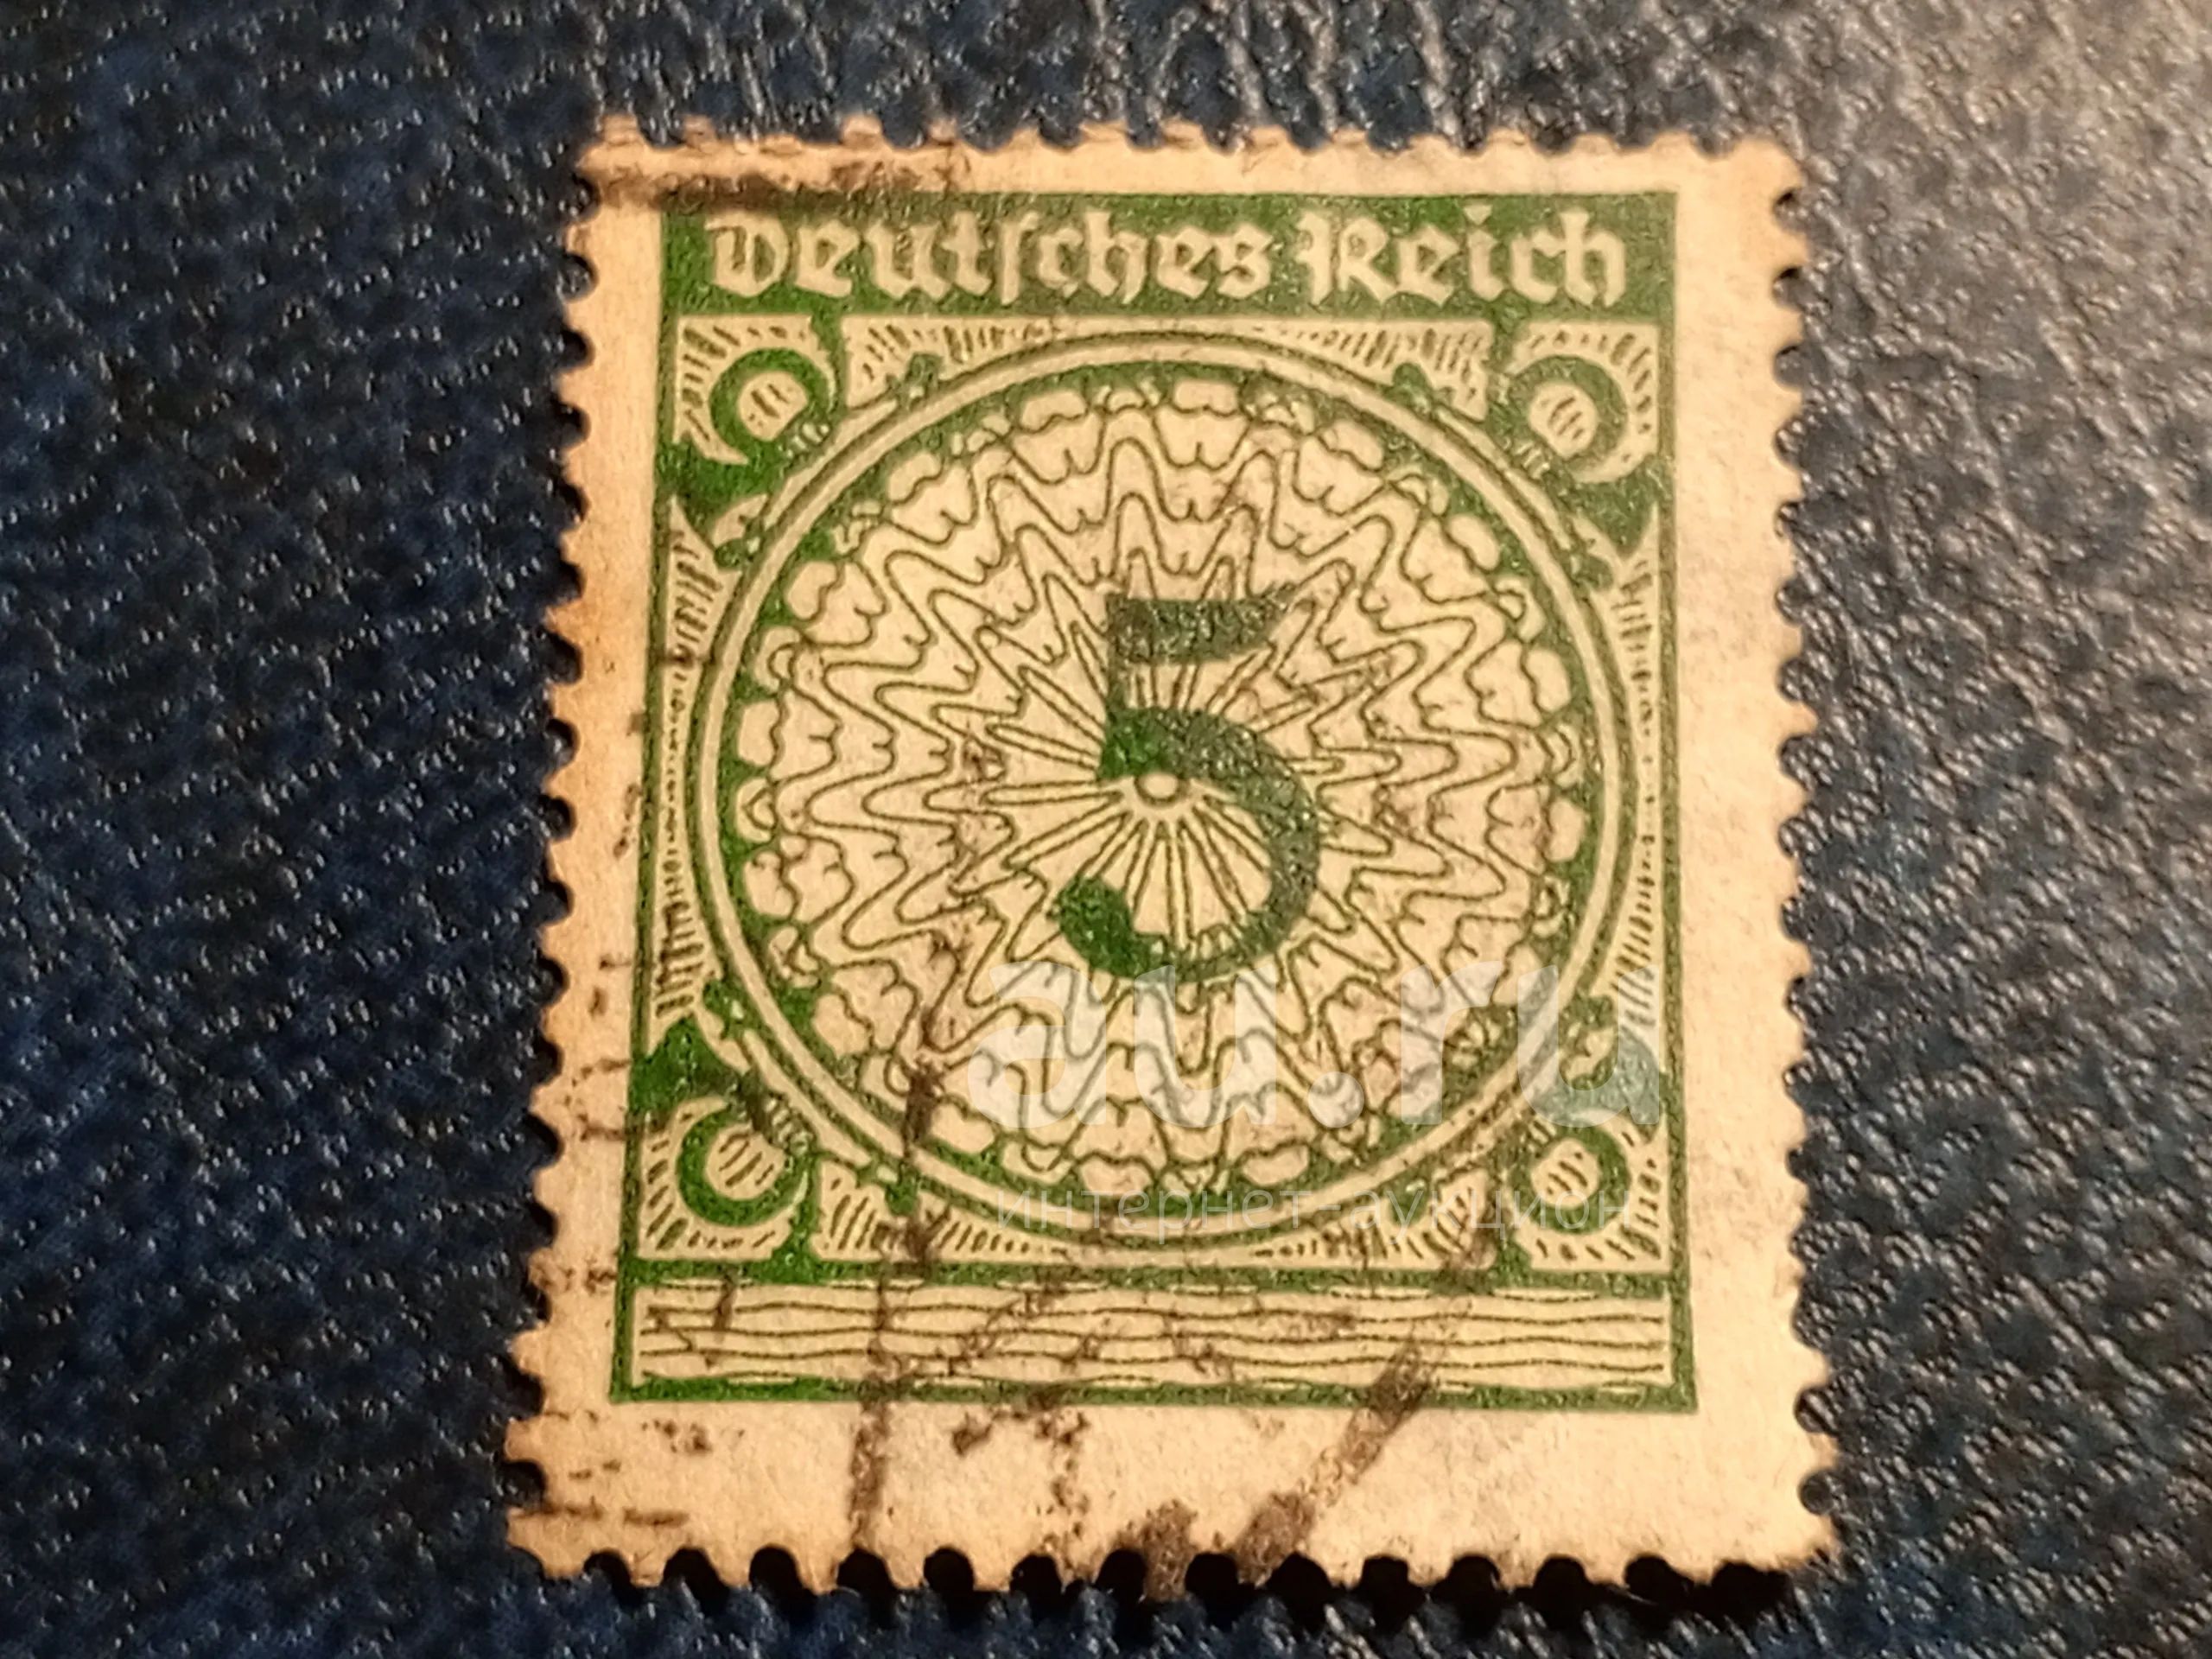 Deutsches Reich
5
au.ru
интернет-аукцион